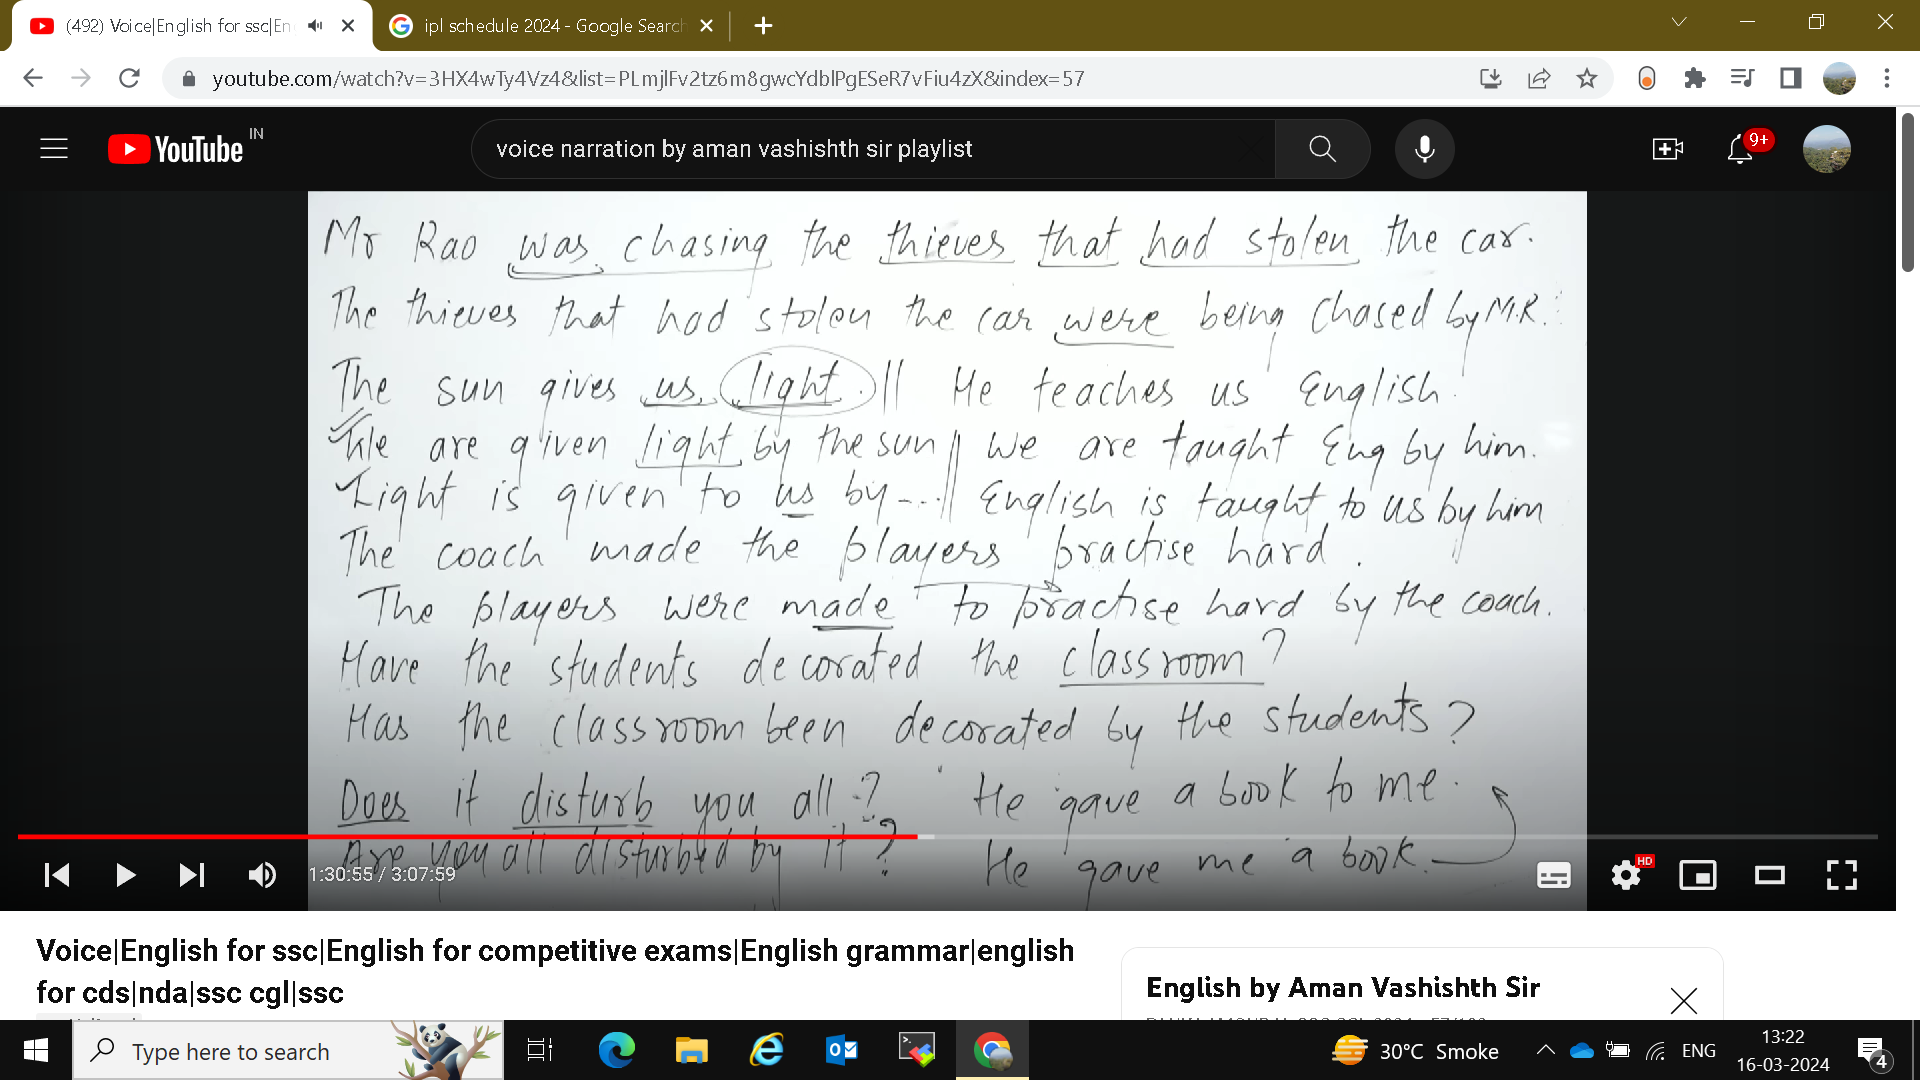 (492) Voice|English for ssc|En
ipl schedule 2024 - Google Search
youtube.com/watch?v=3HX4wTy4Vz4&list=PLmjlFv2tz6m8gwcYdblPgESeR7vFiu4zX&index=57
YouTube IN
voice narration by aman vashishth sir playlist
9+
Mr Rao was chasing the thieves that had stolen the car.
The thieves that had stolen the car were being chased by M.R.
The sun gives us light. || He teaches us English.
We are given light by the sun || We are taught Eng by him.
Light is given to us by --.. || English is taught to us by him
The coach made the players practise hard.
The players were made to practise hard by the coach.
Have the students decorated the classroom?
Has the classroom been decorated by the students?
Does it disturb you all? He gave a book to me.
Are you all disturbed by it? He gave me a book.
1:30:55 / 3:07:59
HD
Voice|English for ssc|English for competitive exams|English grammar|english
for cds|nda|ssc cgl|ssc
English by Aman Vashishth Sir
Type here to search
30°C Smoke
ENG
13:22
16-03-2024
4